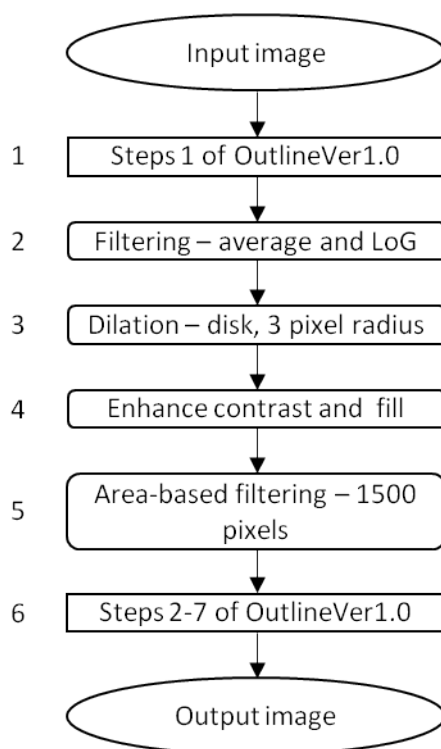 Input image
1 Steps 1 of OutlineVer1.0
2 Filtering – average and LoG
3 Dilation – disk, 3 pixel radius
4 Enhance contrast and fill
5 Area-based filtering – 1500
pixels
6 Steps 2-7 of OutlineVer1.0
Output image